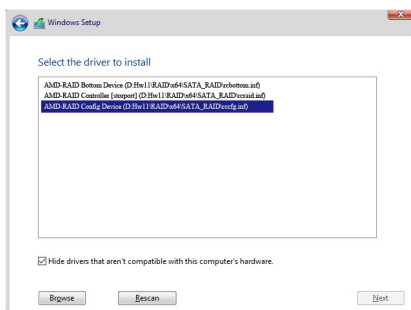 Windows Setup
Select the driver to install
AMD-RAID Bottom Device (D:Hw11\RAID\x64\SATA_RAID\rcbottom.inf)
AMD-RAID Controller [storport] (D:Hw11\RAID\x64\SATA_RAID\rcraid.inf)
AMD-RAID Config Device (D:Hw11\RAID\x64\SATA_RAID\rccfg.inf)
Hide drivers that aren't compatible with this computer's hardware.
Browse Rescan Next